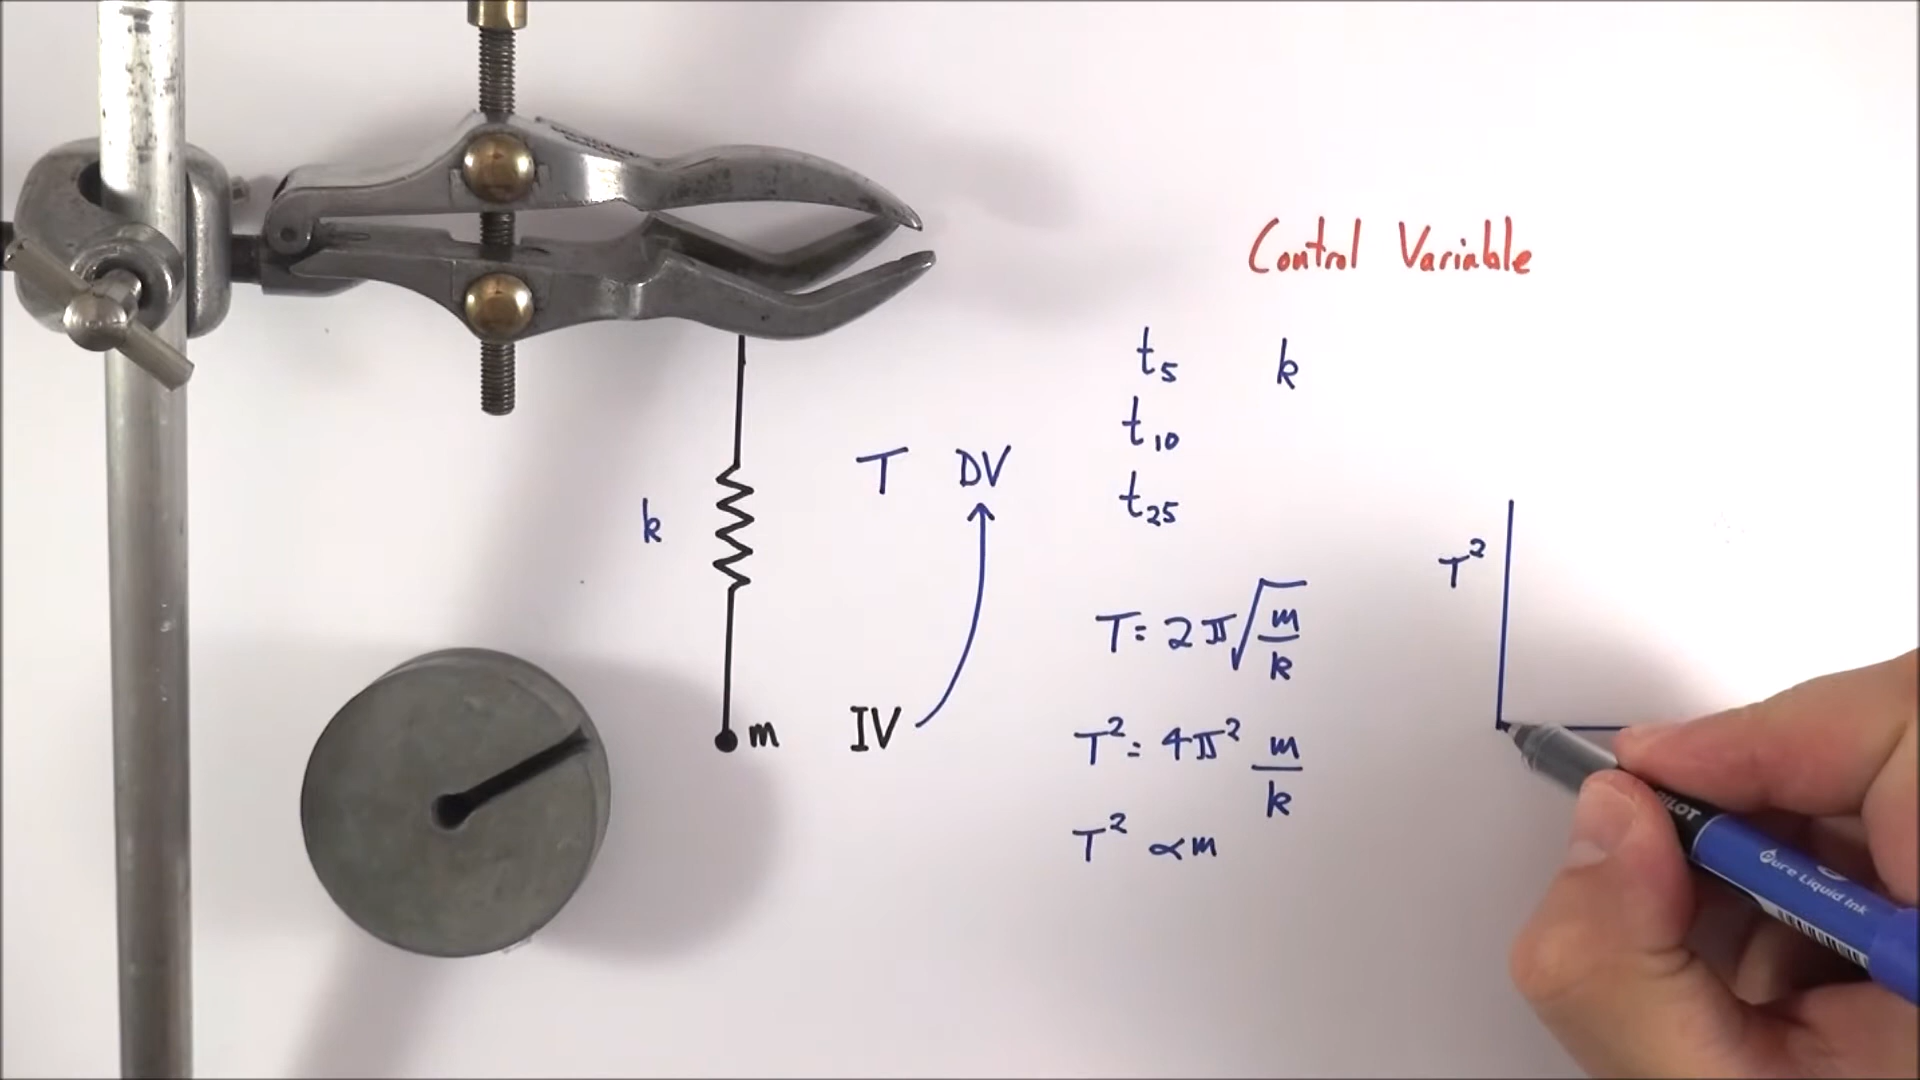 Control Variable
t₅ k
t₁₀
T DV
t₂₅
k
T²
T = 2π√(m/k)
m IV
T² = 4π² m/k
T² ∝ m
PILOT
Pure Liquid Ink